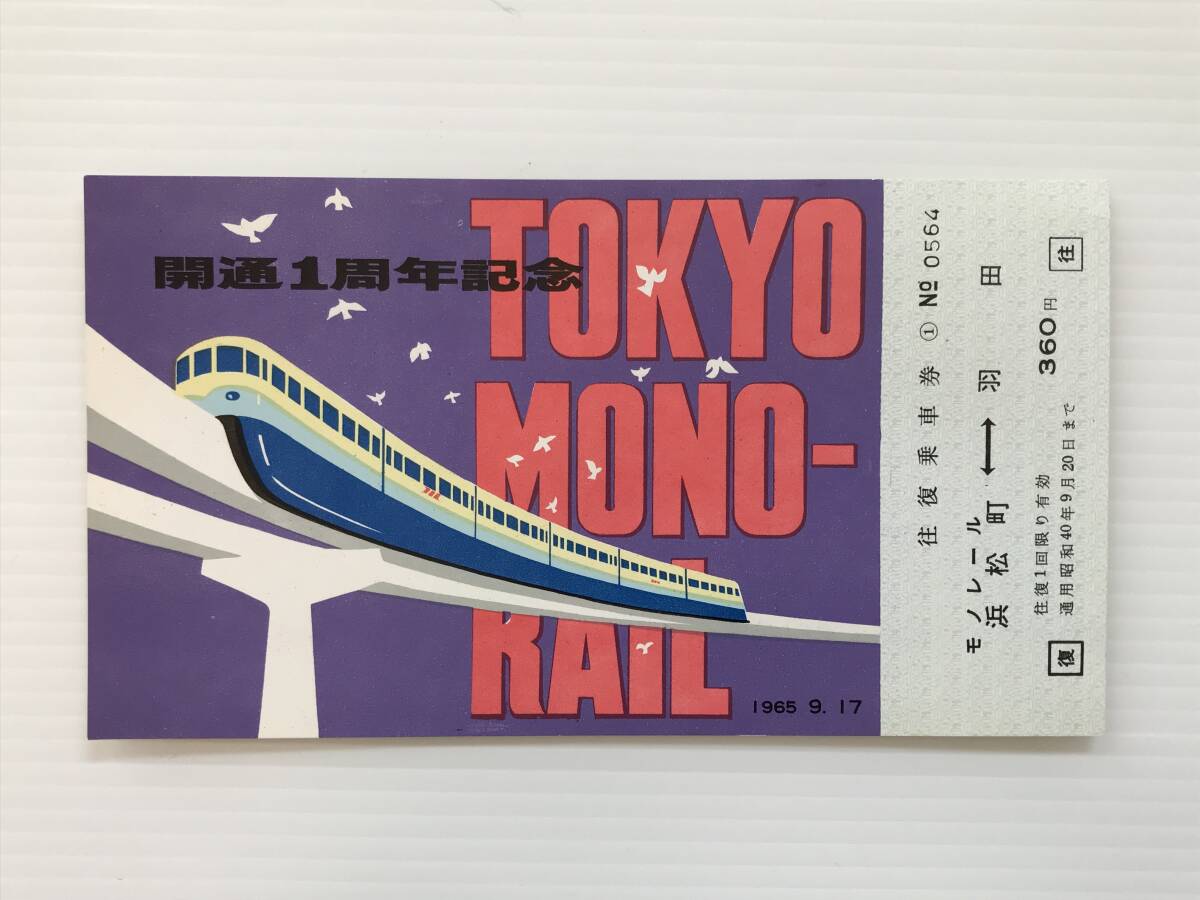 開通1周年記念
TOKYO
MONO-
RAIL
1965 9. 17
往復乗車券 ① № 0564
モノレール
浜松町 ⟷ 羽田
往復1回限り有効 360円
通用昭和40年9月20日まで
復
往